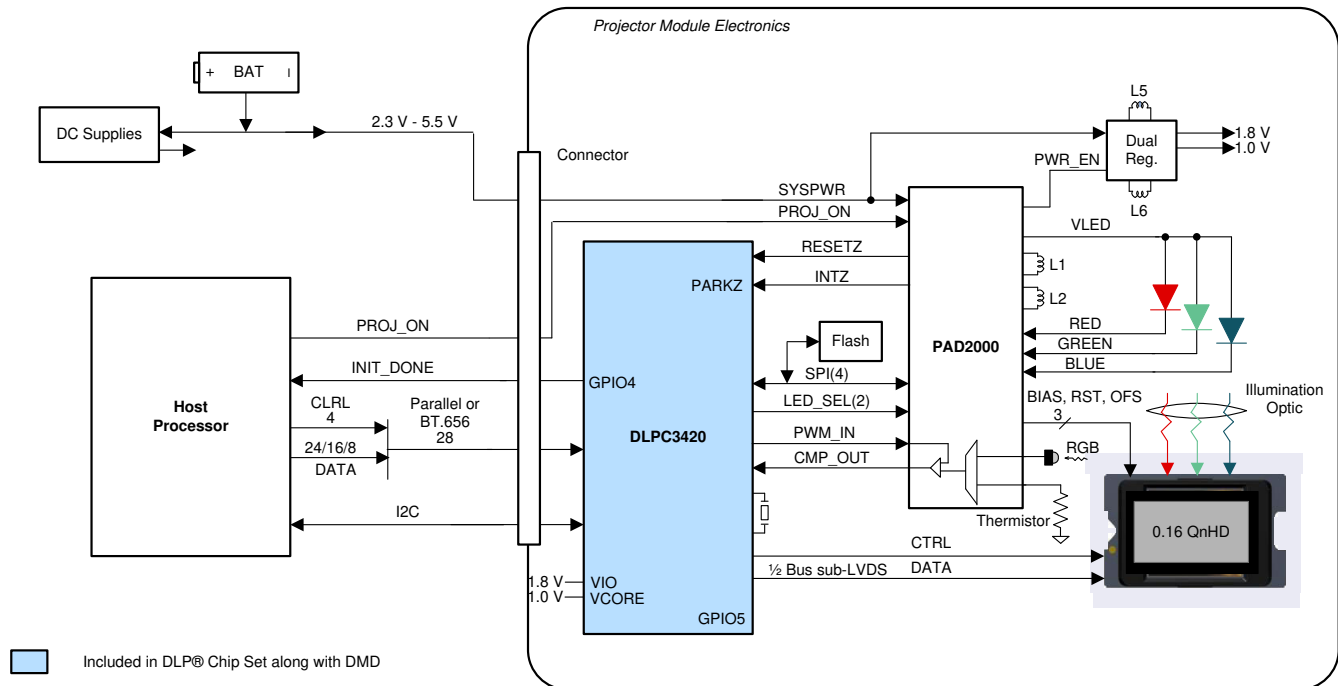 Projector Module Electronics
+ BAT I
DC Supplies
2.3 V - 5.5 V
Connector
L5
Dual
Reg.
1.8 V
1.0 V
PWR_EN
L6
SYSPWR
PROJ_ON
VLED
RESETZ
PARKZ
INTZ
L1
L2
PROJ_ON
Flash
RED
GREEN
BLUE
PAD2000
INIT_DONE
GPIO4
SPI(4)
Host
Processor
CLRL
4
24/16/8
DATA
Parallel or
BT.656
28
DLPC3420
LED_SEL(2)
BIAS, RST, OFS
3
Illumination
Optic
PWM_IN
CMP_OUT
RGB
I2C
Thermistor
0.16 QnHD
CTRL
½ Bus sub-LVDS DATA
1.8 V VIO
1.0 V VCORE
GPIO5
Included in DLP® Chip Set along with DMD